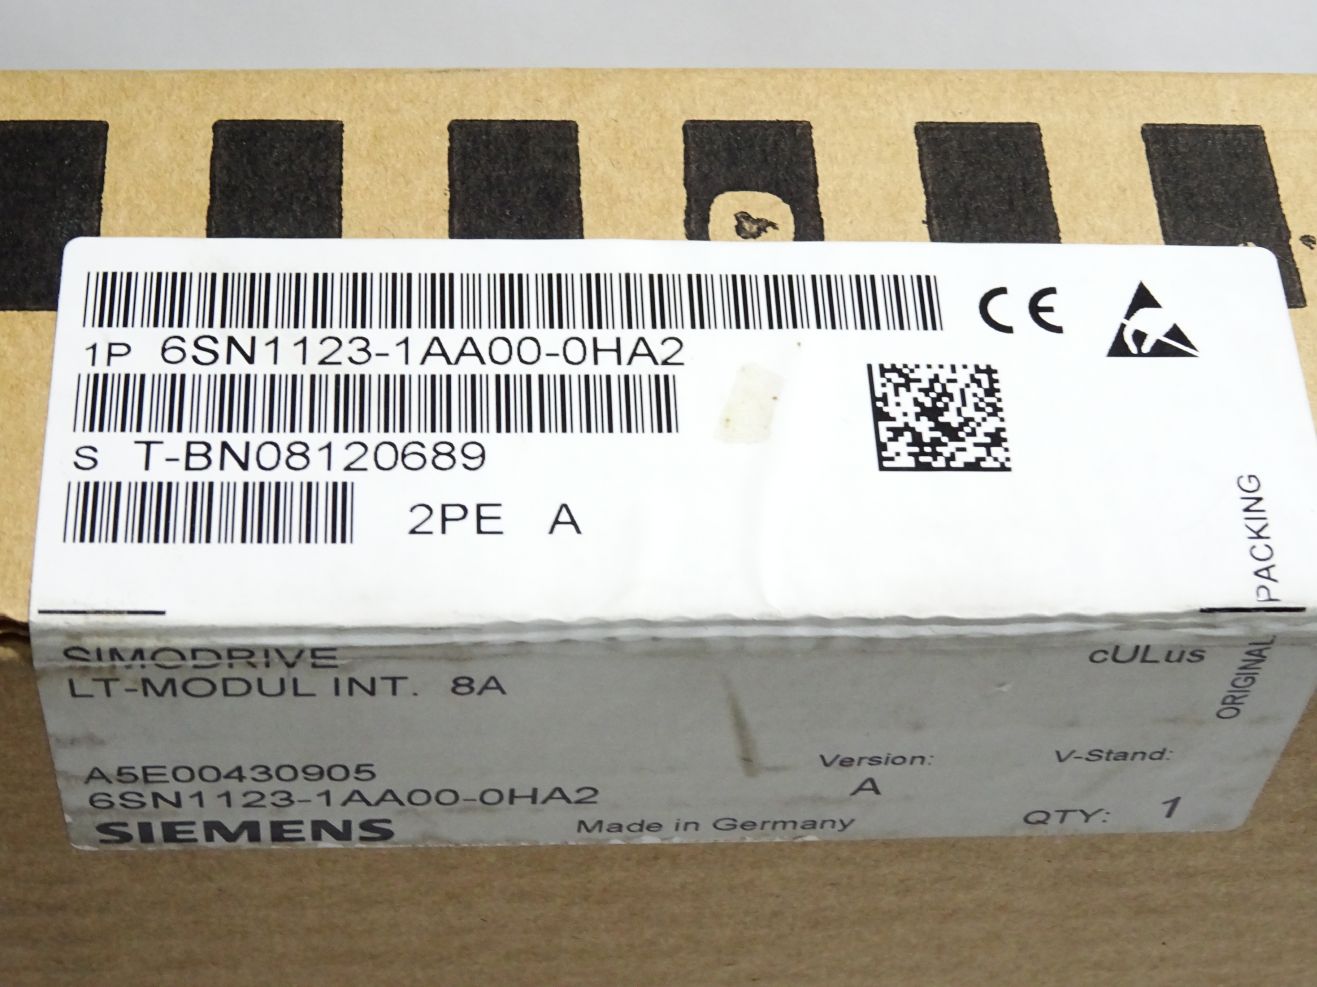 1P 6SN1123-1AA00-0HA2
CE
S T-BN08120689
2PE A
ORIGINAL PACKING
SIMODRIVE
cULus
LT-MODUL INT. 8A
A5E00430905
Version:
V-Stand:
6SN1123-1AA00-0HA2
A
SIEMENS
Made in Germany
QTY: 1